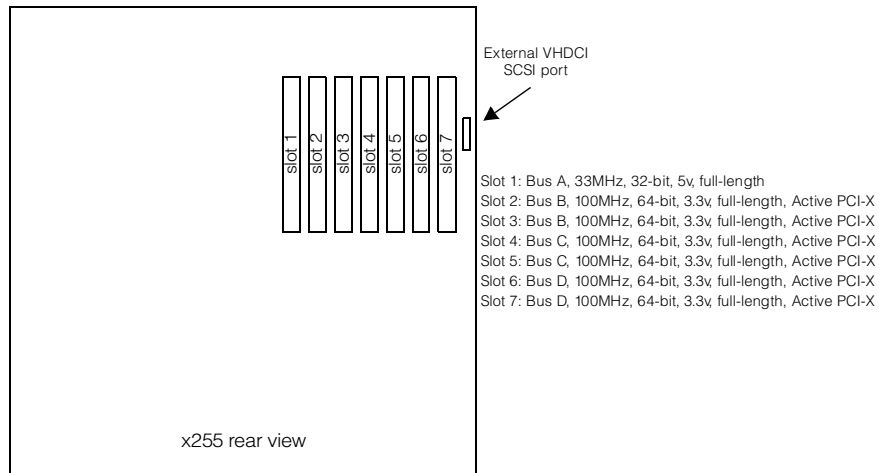 External VHDCI
SCSI port
slot 1
slot 2
slot 3
slot 4
slot 5
slot 6
slot 7
Slot 1: Bus A, 33MHz, 32-bit, 5v, full-length
Slot 2: Bus B, 100MHz, 64-bit, 3.3v, full-length, Active PCI-X
Slot 3: Bus B, 100MHz, 64-bit, 3.3v, full-length, Active PCI-X
Slot 4: Bus C, 100MHz, 64-bit, 3.3v, full-length, Active PCI-X
Slot 5: Bus C, 100MHz, 64-bit, 3.3v, full-length, Active PCI-X
Slot 6: Bus D, 100MHz, 64-bit, 3.3v, full-length, Active PCI-X
Slot 7: Bus D, 100MHz, 64-bit, 3.3v, full-length, Active PCI-X
x255 rear view